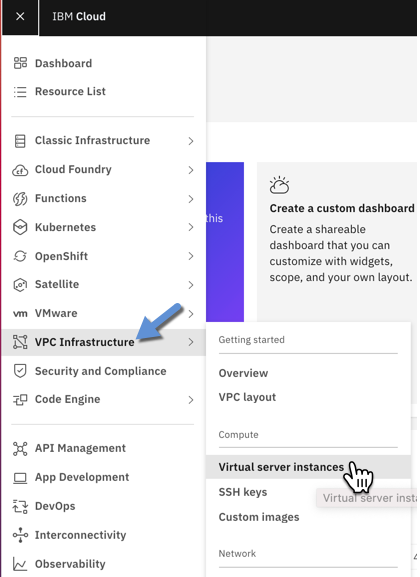 IBM Cloud
Dashboard
Resource List
Classic Infrastructure
Cloud Foundry
Functions
Kubernetes
OpenShift
Satellite
vm VMware
VPC Infrastructure
Security and Compliance
Code Engine
API Management
App Development
DevOps
Interconnectivity
Observability
this
Create a custom dashboard
Create a shareable
dashboard that you can
customize with widgets,
scope, and your own layout.
Getting started
Overview
VPC layout
Compute
Virtual server instances
SSH keys
Virtual server insta
Custom images
Network